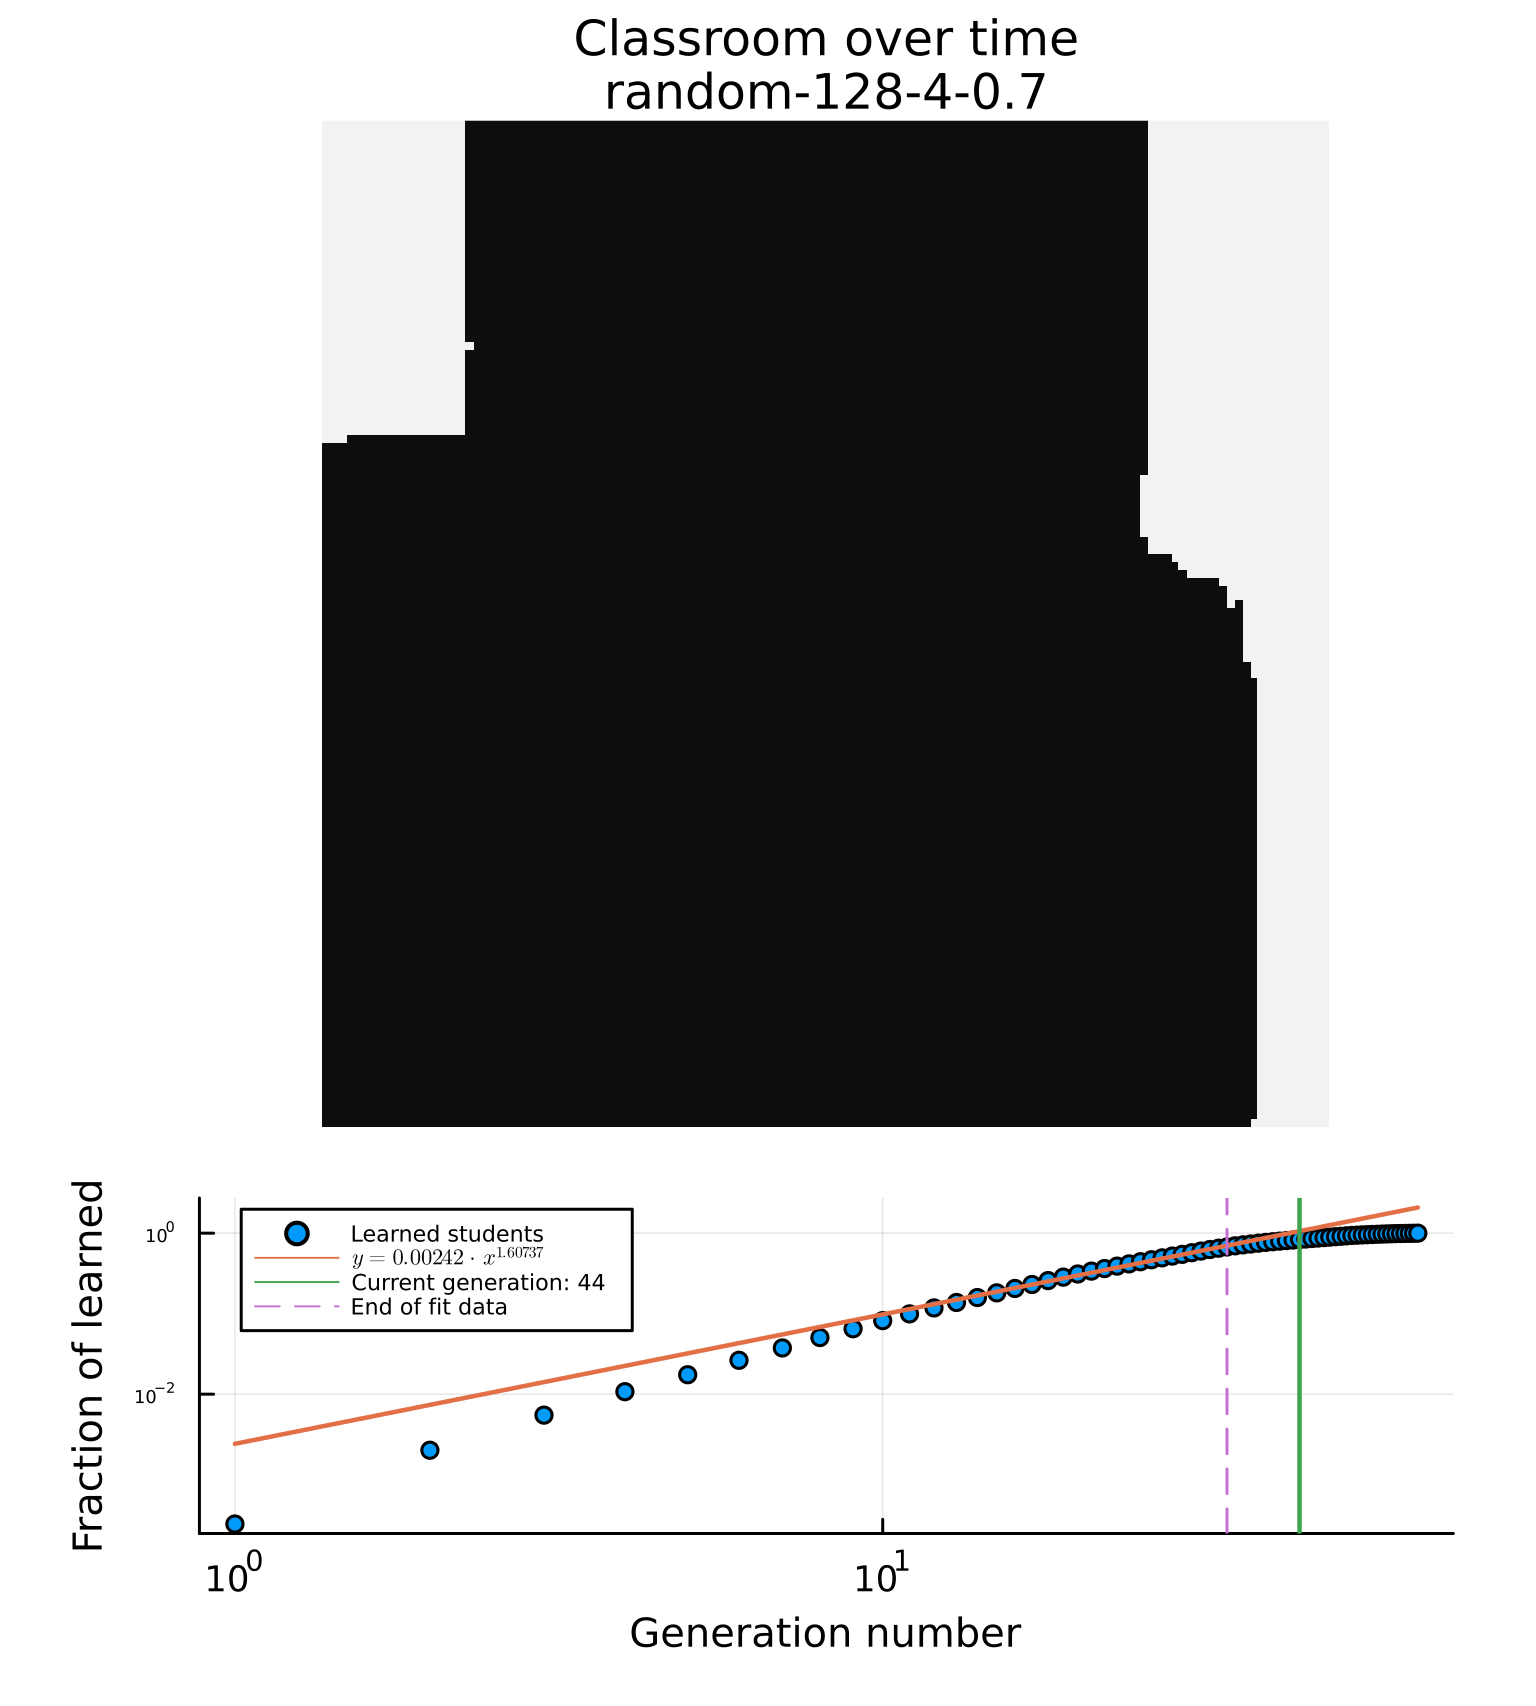 Classroom over time
random-128-4-0.7
Fraction of learned
10⁰
10⁻²
Learned students
y = 0.00242 · x^1.60737
Current generation: 44
End of fit data
10⁰
10¹
Generation number